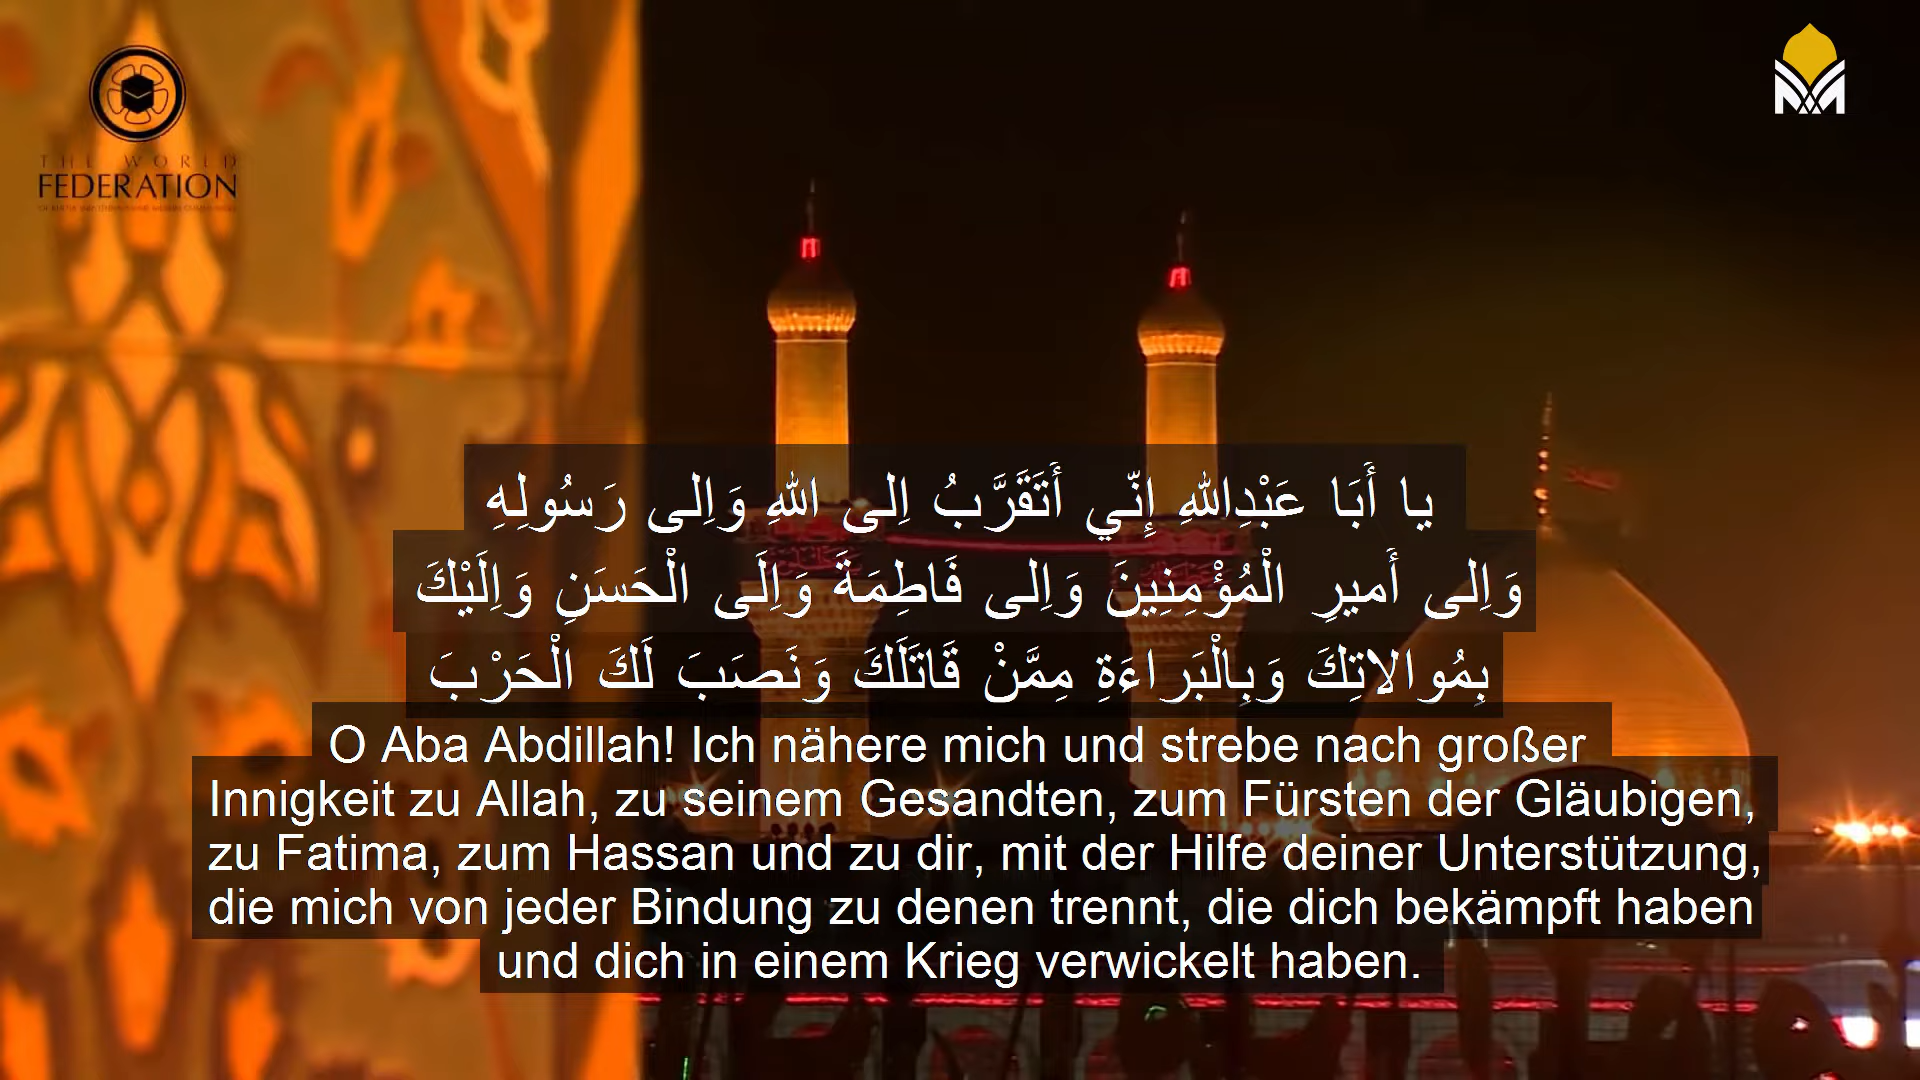 THE WORLD
FEDERATION
يا أَبَا عَبْدِاللهِ إِنّي أَتَقَرَّبُ اِلى اللهِ وَاِلى رَسُولِهِ
وَاِلى أَميرِ الْمُؤْمِنِينَ وَاِلى فَاطِمَةَ وَاِلَى الْحَسَنِ وَاِلَيْكَ
بِمُوالاتِكَ وَبِالْبَراءَةِ مِمَّنْ قَاتَلَكَ وَنَصَبَ لَكَ الْحَرْبَ
O Aba Abdillah! Ich nähere mich und strebe nach großer
Innigkeit zu Allah, zu seinem Gesandten, zum Fürsten der Gläubigen,
zu Fatima, zum Hassan und zu dir, mit der Hilfe deiner Unterstützung,
die mich von jeder Bindung zu denen trennt, die dich bekämpft haben
und dich in einem Krieg verwickelt haben.